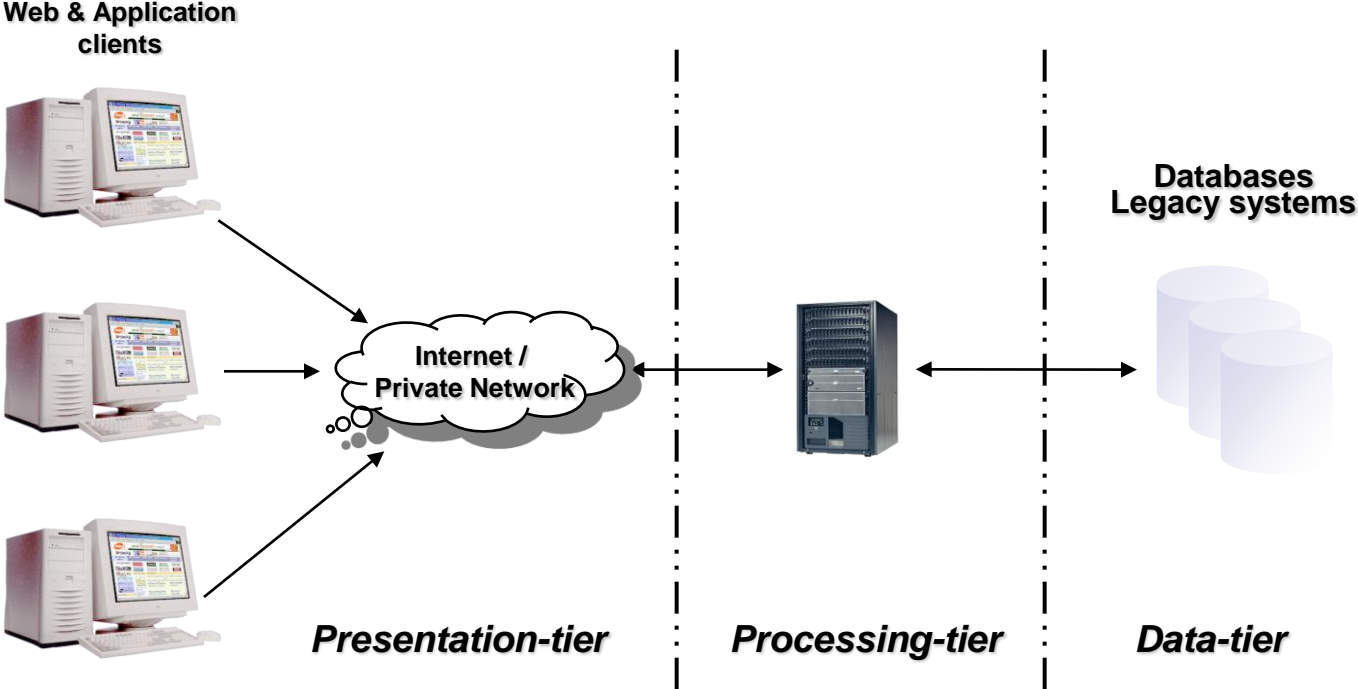 Web & Application
clients
Databases
Legacy systems
Internet /
Private Network
Presentation-tier
Processing-tier
Data-tier